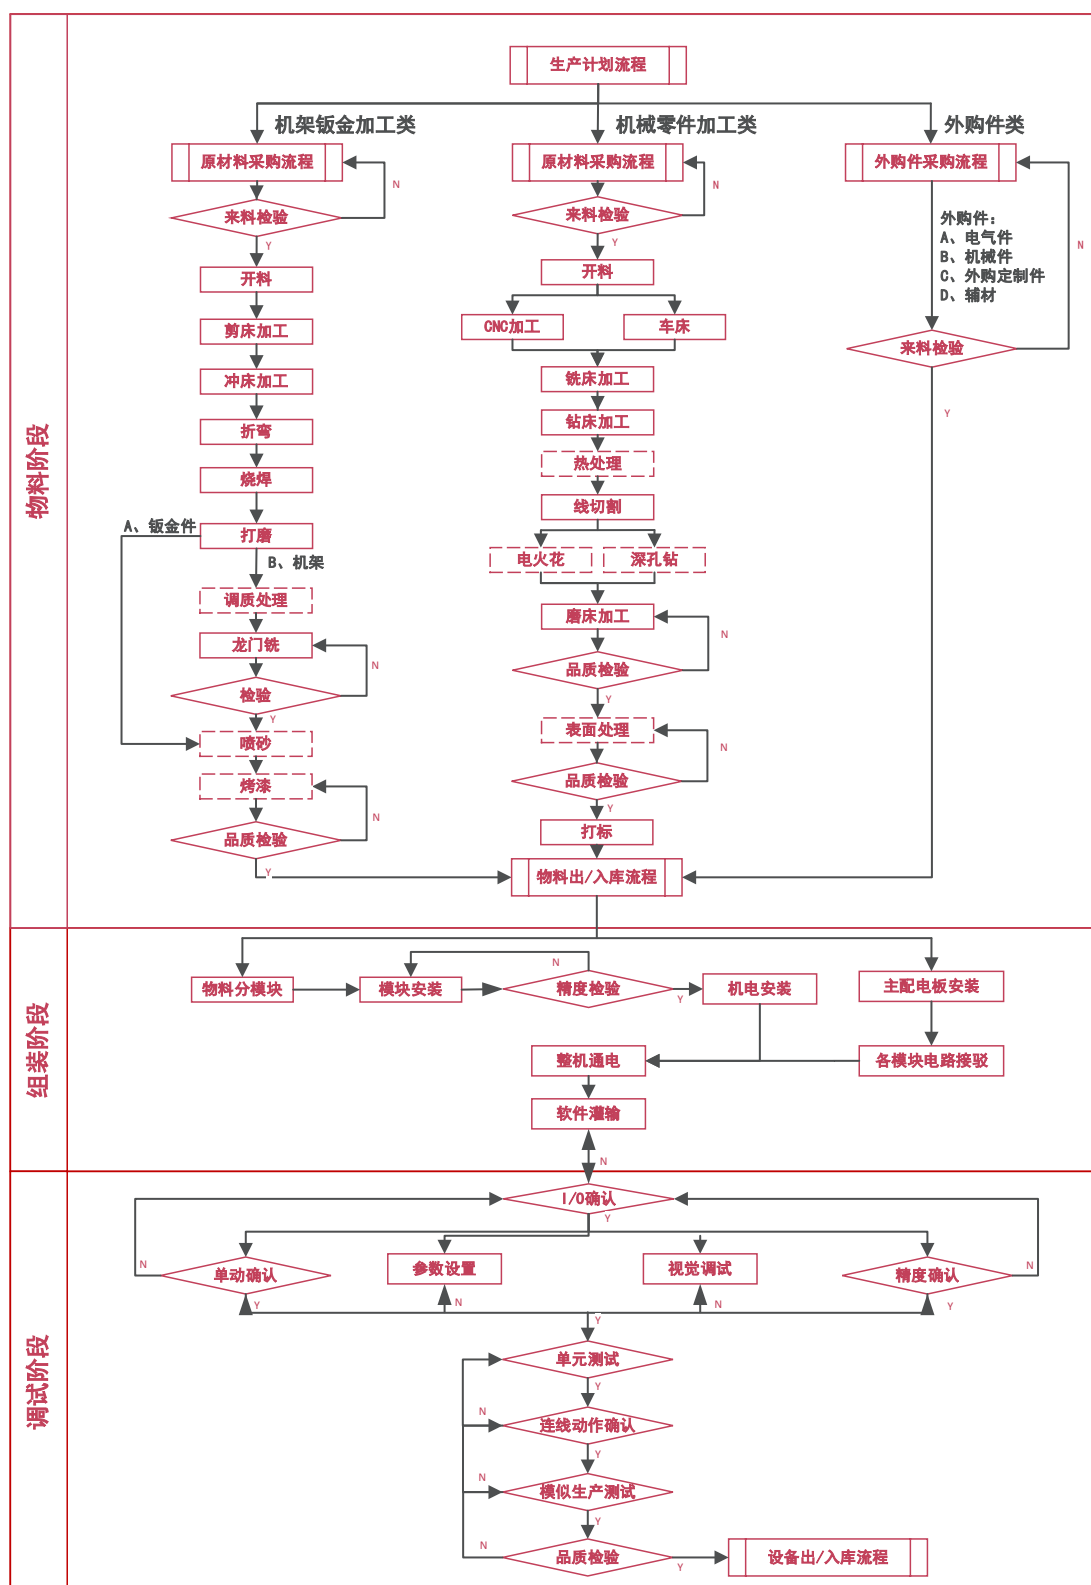 生产计划流程
机架钣金加工类
机械零件加工类
外购件类
原材料采购流程
原材料采购流程
外购件采购流程
N
N
N
来料检验
来料检验
Y
Y
外购件：
A、电气件
B、机械件
C、外购定制件
D、辅材
开料
开料
剪床加工
CNC加工
车床
来料检验
Y
冲床加工
铣床加工
折弯
钻床加工
烧焊
热处理
物料阶段
线切割
A、钣金件
打磨
B、机架
电火花
深孔钻
调质处理
磨床加工
龙门铣
N
N
检验
品质检验
Y
Y
喷砂
表面处理
N
烤漆
品质检验
N
Y
品质检验
打标
Y
物料出/入库流程
组装阶段
N
物料分模块
模块安装
精度检验
Y
机电安装
主配电板安装
整机通电
各模块电路接驳
软件灌输
N
调试阶段
I/O确认
Y
N
单动确认
参数设置
视觉调试
精度确认
N
Y
N
N
Y
Y
单元测试
Y
N
连线动作确认
Y
N
模似生产测试
Y
N
品质检验
Y
设备出/入库流程